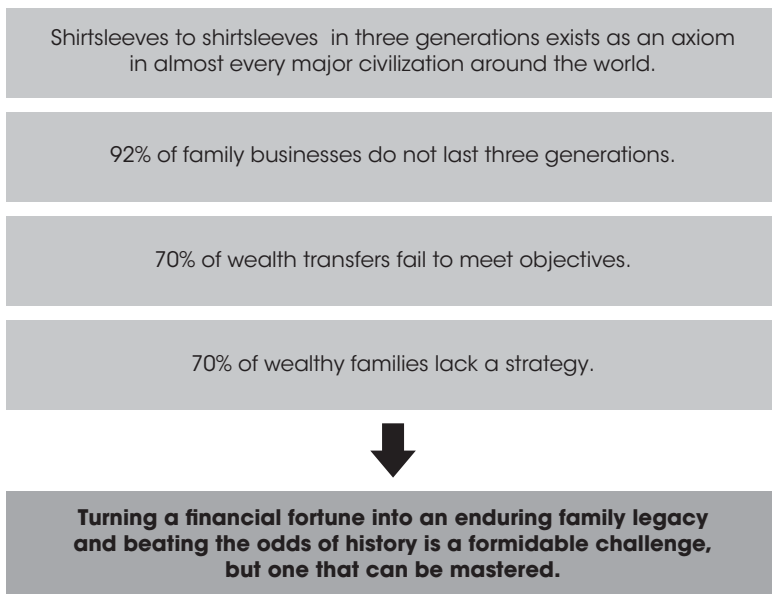 Shirtsleeves to shirtsleeves in three generations exists as an axiom
in almost every major civilization around the world.
92% of family businesses do not last three generations.
70% of wealth transfers fail to meet objectives.
70% of wealthy families lack a strategy.
Turning a financial fortune into an enduring family legacy
and beating the odds of history is a formidable challenge,
but one that can be mastered.